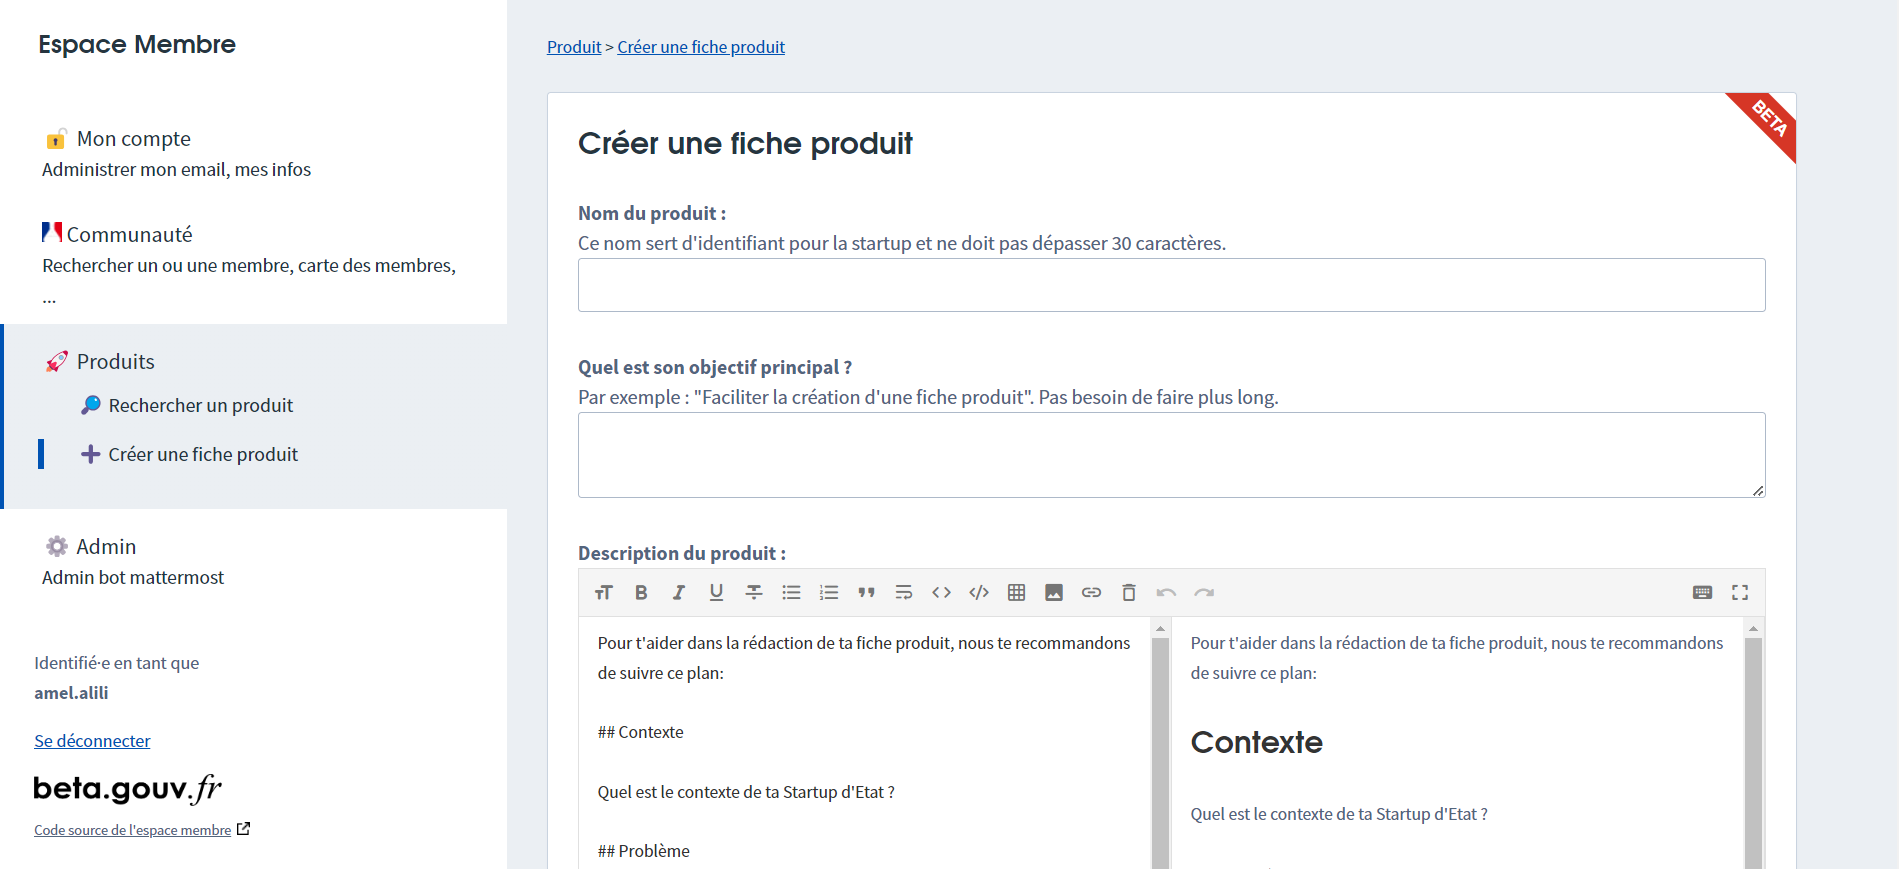 Espace Membre
Mon compte
Administrer mon email, mes infos
Communauté
Rechercher un ou une membre, carte des membres,
...
Produits
Rechercher un produit
Créer une fiche produit
Admin
Admin bot mattermost
Identifié·e en tant que
amel.alili
Se déconnecter
beta.gouv.fr
Code source de l'espace membre
Produit > Créer une fiche produit
BETA
Créer une fiche produit
Nom du produit :
Ce nom sert d'identifiant pour la startup et ne doit pas dépasser 30 caractères.
Quel est son objectif principal ?
Par exemple : "Faciliter la création d'une fiche produit". Pas besoin de faire plus long.
Description du produit :
Pour t'aider dans la rédaction de ta fiche produit, nous te recommandons
de suivre ce plan:
## Contexte
Quel est le contexte de ta Startup d'Etat ?
## Problème
Pour t'aider dans la rédaction de ta fiche produit, nous te recommandons
de suivre ce plan:
Contexte
Quel est le contexte de ta Startup d'Etat ?